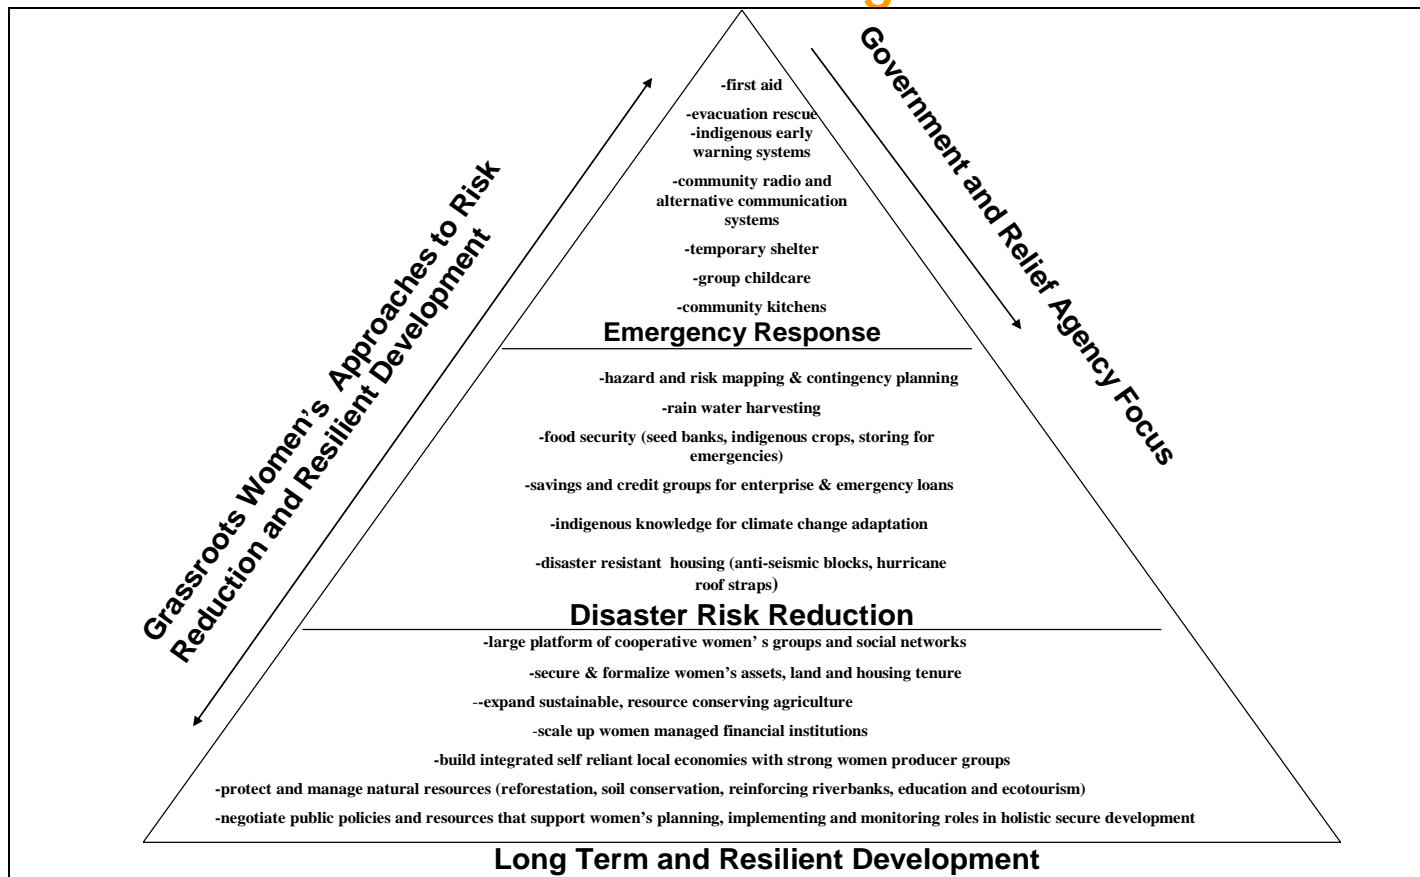 -first aid
-evacuation rescue
-indigenous early
warning systems
-community radio and
alternative communication
systems
-temporary shelter
-group childcare
-community kitchens
Emergency Response
-hazard and risk mapping & contingency planning
-rain water harvesting
-food security (seed banks, indigenous crops, storing for
emergencies)
-savings and credit groups for enterprise & emergency loans
-indigenous knowledge for climate change adaptation
-disaster resistant housing (anti-seismic blocks, hurricane
roof straps)
Disaster Risk Reduction
-large platform of cooperative women' s groups and social networks
-secure & formalize women's assets, land and housing tenure
--expand sustainable, resource conserving agriculture
-scale up women managed financial institutions
-build integrated self reliant local economies with strong women producer groups
-protect and manage natural resources (reforestation, soil conservation, reinforcing riverbanks, education and ecotourism)
-negotiate public policies and resources that support women's planning, implementing and monitoring roles in holistic secure development
Long Term and Resilient Development
Grassroots Women's Approaches to Risk
Reduction and Resilient Development
Government and Relief Agency Focus